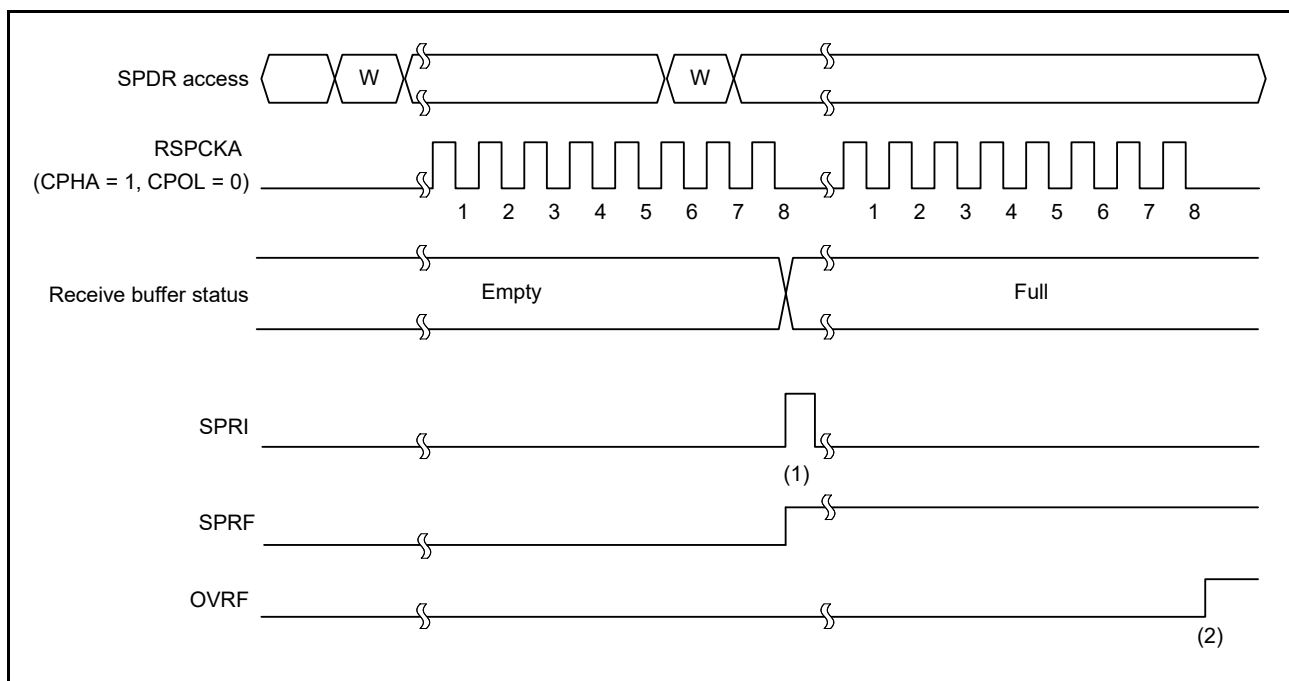 SPDR access
W
W
RSPCKA
(CPHA = 1, CPOL = 0)
1 2 3 4 5 6 7 8 1 2 3 4 5 6 7 8
Receive buffer status
Empty
Full
SPRI
(1)
SPRF
OVRF
(2)